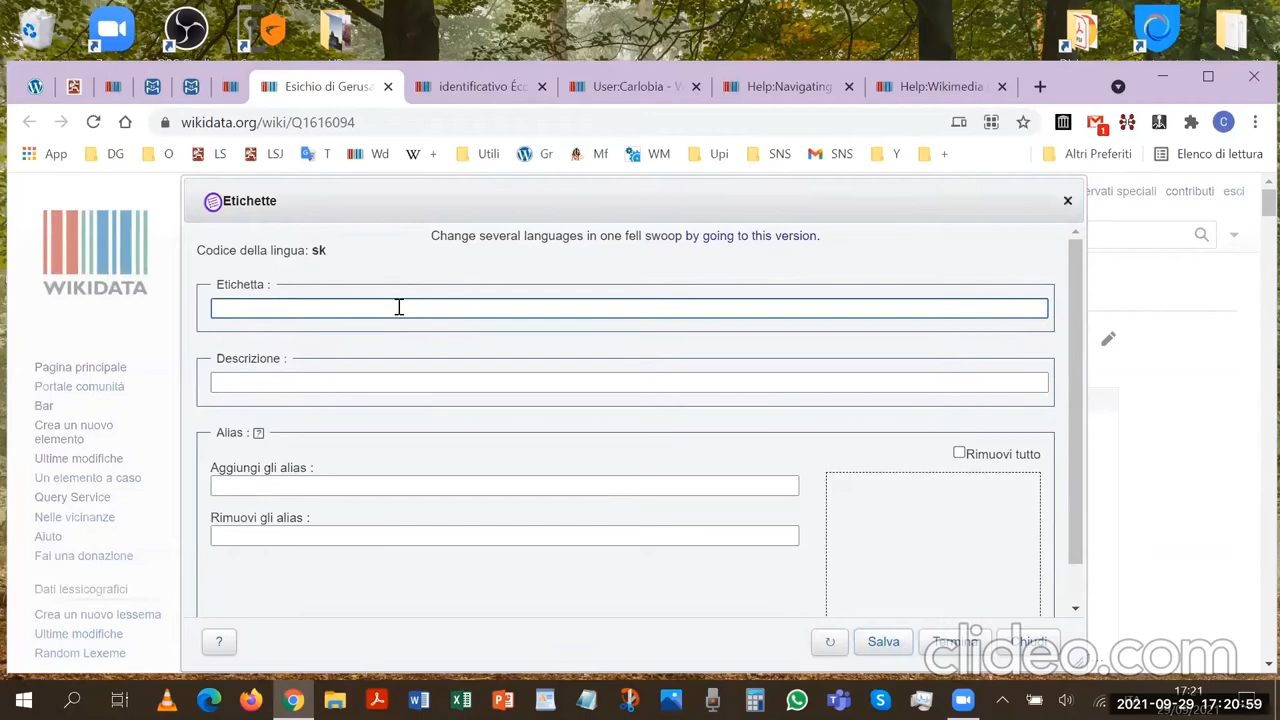 Esichio di Gerusa
identificativo Ecc
User:Carlobia - W
Help:Navigating
Help:Wikimedia L
wikidata.org/wiki/Q1616094
App
DG
O
LS
LSJ
T
Wd
+
Utili
Gr
Mf
WM
Upi
SNS
SNS
Y
+
Altri Preferiti
Elenco di lettura
WIKIDATA
Pagina principale
Portale comunità
Bar
Crea un nuovo
elemento
Ultime modifiche
Un elemento a caso
Query Service
Nelle vicinanze
Aiuto
Fai una donazione
Dati lessicografici
Crea un nuovo lessema
Ultime modifiche
Random Lexeme
ervati speciali contributi esci
Etichette
Change several languages in one fell swoop by going to this version.
Codice della lingua: sk
Etichetta :
Descrizione :
Alias : ?
Rimuovi tutto
Aggiungi gli alias :
Rimuovi gli alias :
?
Salva
Termina
Chiudi
clideo.com
17:21
2021-09-29 17:20:59